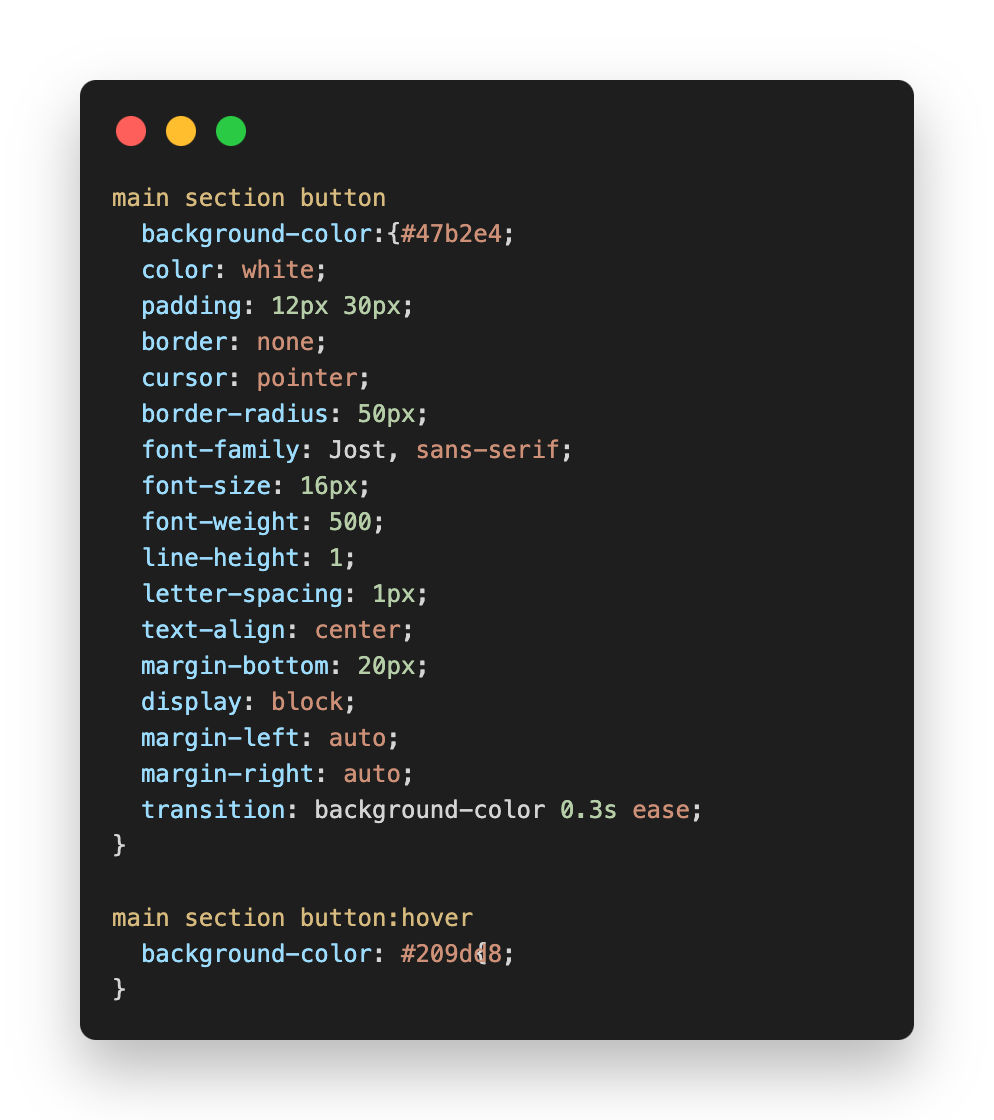 main section button
  background-color:{#47b2e4;
  color: white;
  padding: 12px 30px;
  border: none;
  cursor: pointer;
  border-radius: 50px;
  font-family: Jost, sans-serif;
  font-size: 16px;
  font-weight: 500;
  line-height: 1;
  letter-spacing: 1px;
  text-align: center;
  margin-bottom: 20px;
  display: block;
  margin-left: auto;
  margin-right: auto;
  transition: background-color 0.3s ease;
}
main section button:hover
  background-color: #209dd8;
}